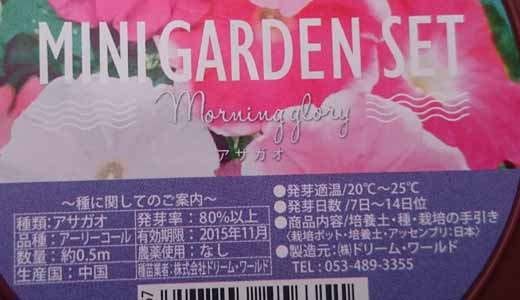 MINI GARDEN SET
Morning glory
アサガオ
～種に関してのご案内～
種類：アサガオ 発芽率：80%以上
品種：アーリーコール 有効期限：2015年11月
数量：約0.5m 農薬使用：なし
生産国：中国 種苗業者：株式会社ドリーム・ワールド
●発芽適温/20℃～25℃
●発芽日数/7日～14日位
●商品内容/培養土・種・栽培の手引き
(栽培ポット・培養土・アッセンブリ：日本)
●製造元：㈱ドリーム・ワールド
TEL：053-489-3355